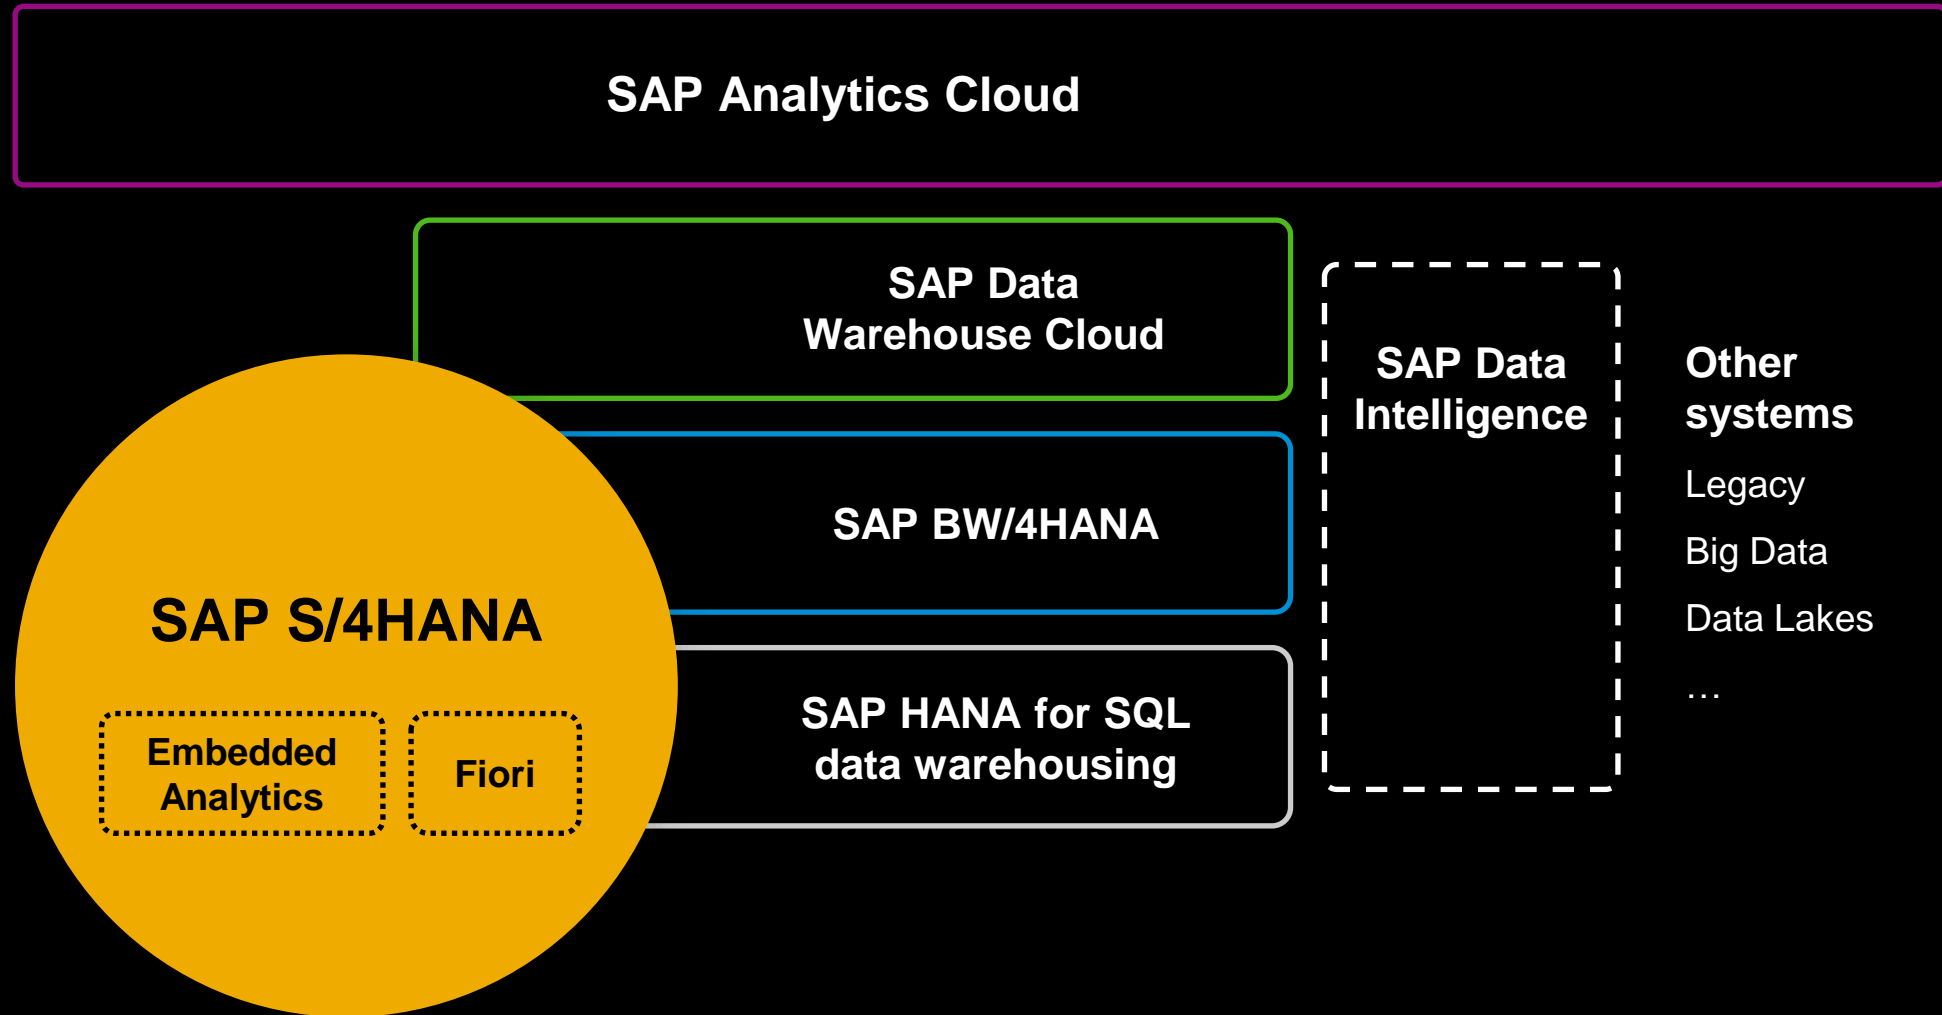 SAP Analytics Cloud
SAP Data
Warehouse Cloud
SAP BW/4HANA
SAP HANA for SQL
data warehousing
SAP S/4HANA
Embedded
Analytics
Fiori
SAP Data
Intelligence
Other
systems
Legacy
Big Data
Data Lakes
…